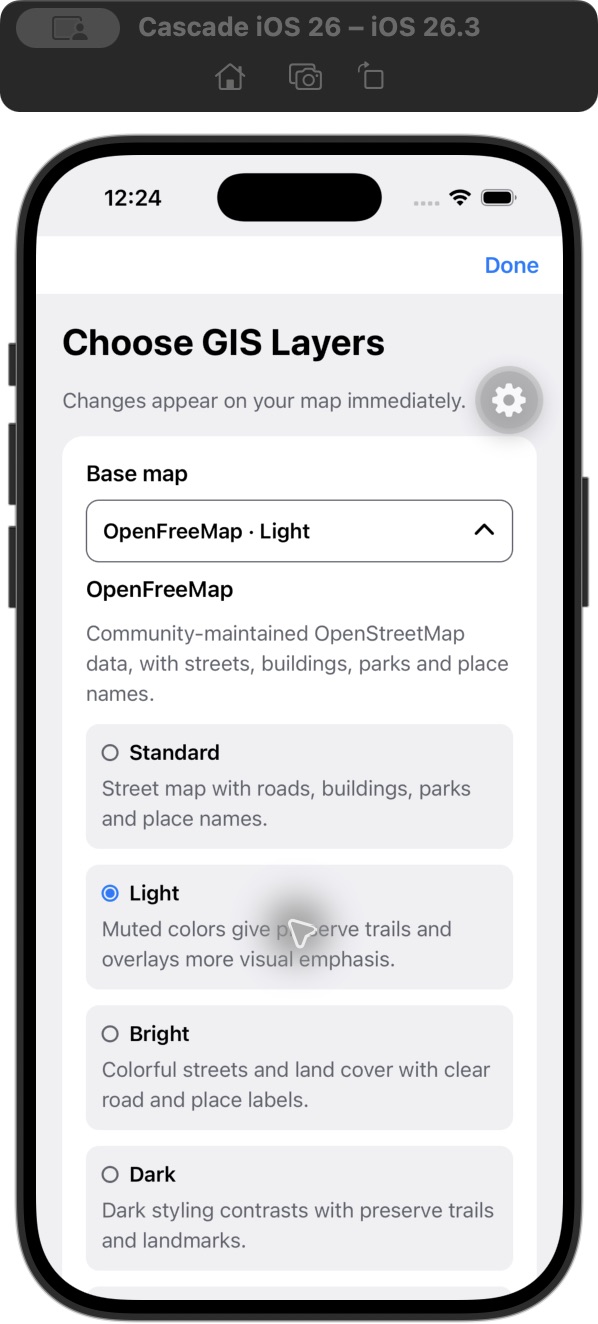 Cascade iOS 26 – iOS 26.3
12:24
Done
Choose GIS Layers
Changes appear on your map immediately.
Base map
OpenFreeMap · Light
OpenFreeMap
Community-maintained OpenStreetMap
data, with streets, buildings, parks and place
names.
Standard
Street map with roads, buildings, parks
and place names.
Light
Muted colors give preserve trails and
overlays more visual emphasis.
Bright
Colorful streets and land cover with clear
road and place labels.
Dark
Dark styling contrasts with preserve trails
and landmarks.